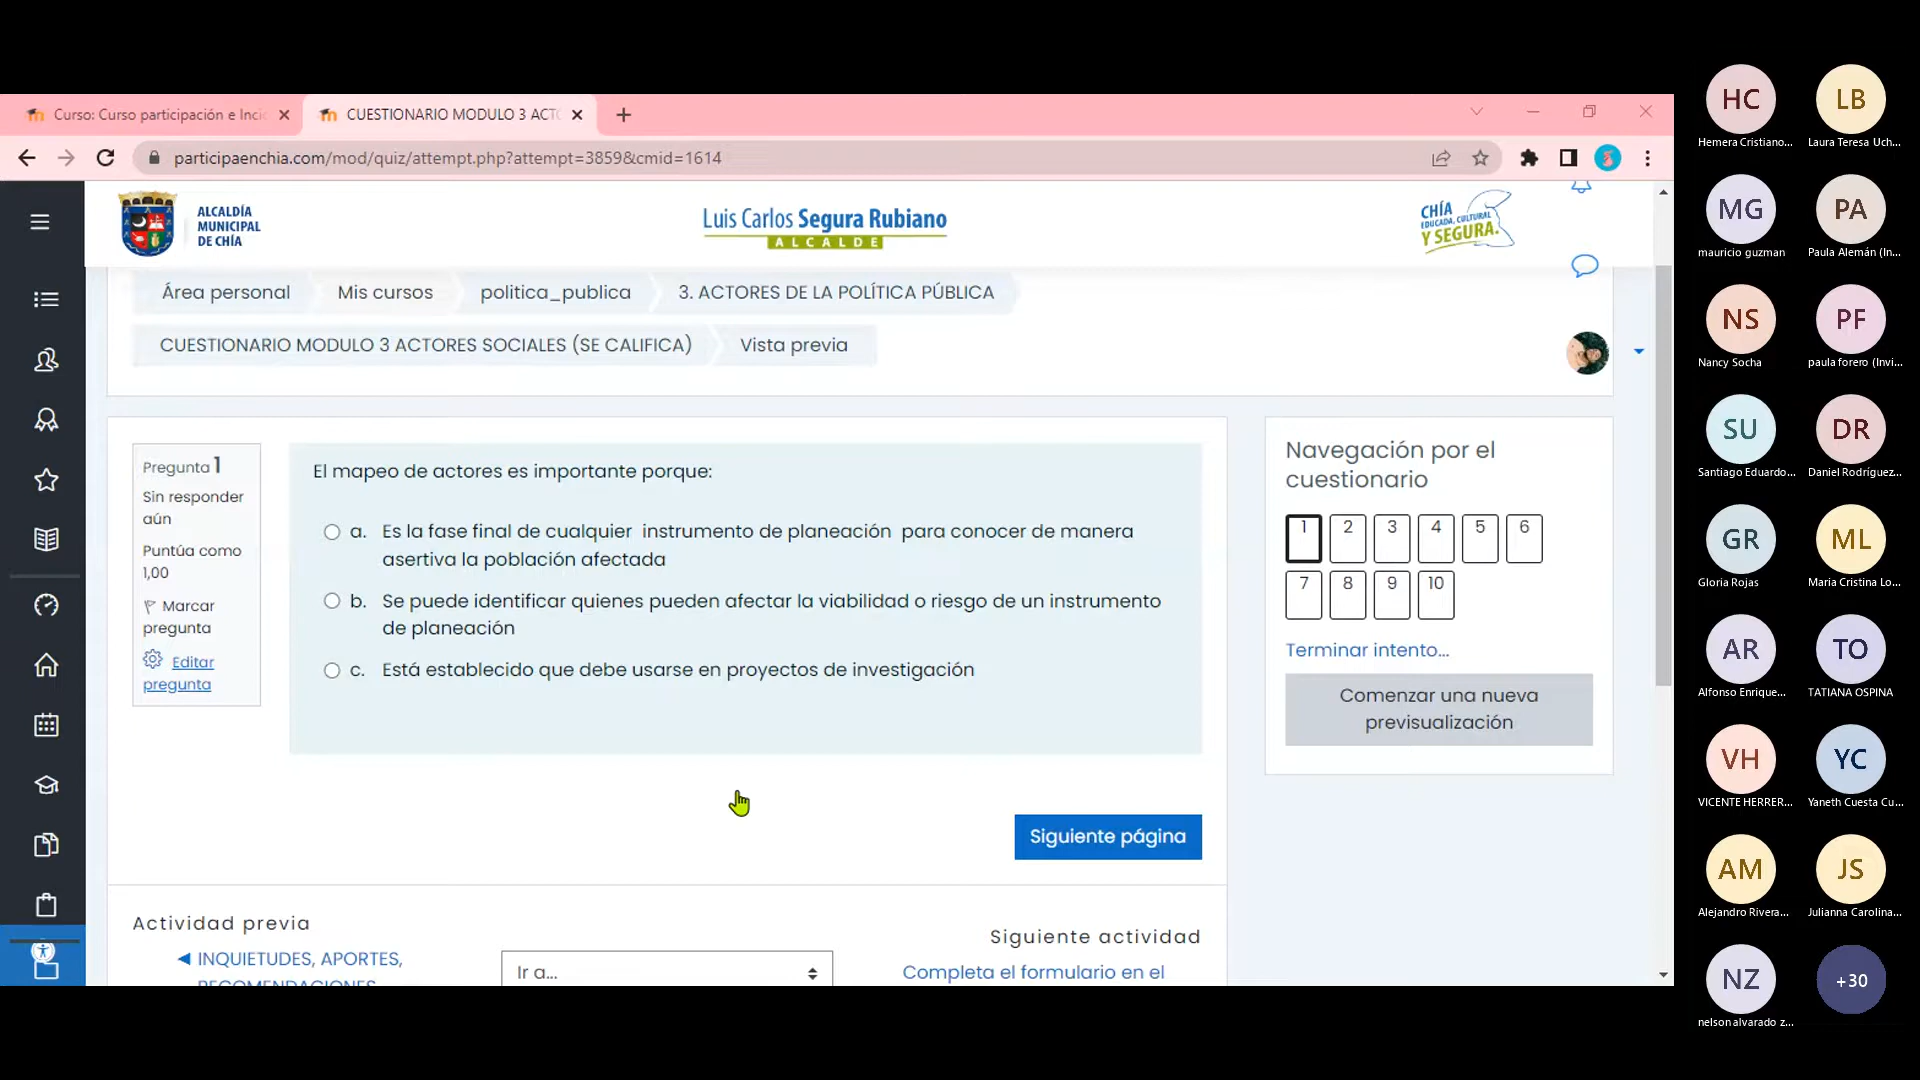 Curso: Curso participación e Inci
CUESTIONARIO MODULO 3 ACTO
participaenchia.com/mod/quiz/attempt.php?attempt=3859&cmid=1614
ALCALDÍA
MUNICIPAL
DE CHÍA
Luis Carlos Segura Rubiano
ALCALDE
CHÍA
EDUCADA, CULTURAL
Y SEGURA.
Área personal
Mis cursos
politica_publica
3. ACTORES DE LA POLÍTICA PÚBLICA
CUESTIONARIO MODULO 3 ACTORES SOCIALES (SE CALIFICA)
Vista previa
Pregunta 1
Sin responder
aún
Puntúa como
1,00
Marcar
pregunta
Editar
pregunta
El mapeo de actores es importante porque:
a. Es la fase final de cualquier instrumento de planeación para conocer de manera
asertiva la población afectada
b. Se puede identificar quienes pueden afectar la viabilidad o riesgo de un instrumento
de planeación
c. Está establecido que debe usarse en proyectos de investigación
Siguiente página
Navegación por el
cuestionario
1 2 3 4 5 6
7 8 9 10
Terminar intento...
Comenzar una nueva
previsualización
Actividad previa
◄ INQUIETUDES, APORTES,
RECOMENDACIONES
Ir a...
Siguiente actividad
Completa el formulario en el
HC
Hemera Cristiano...
LB
Laura Teresa Uch...
MG
mauricio guzman
PA
Paula Alemán (In...
NS
Nancy Socha
PF
paula forero (Invi...
SU
Santiago Eduardo...
DR
Daniel Rodríguez...
GR
Gloria Rojas
ML
Maria Cristina Lo...
AR
Alfonso Enrique...
TO
TATIANA OSPINA
VH
VICENTE HERRER...
YC
Yaneth Cuesta Cu...
AM
Alejandro Rivera...
JS
Julianna Carolina...
NZ
nelson alvarado z...
+30